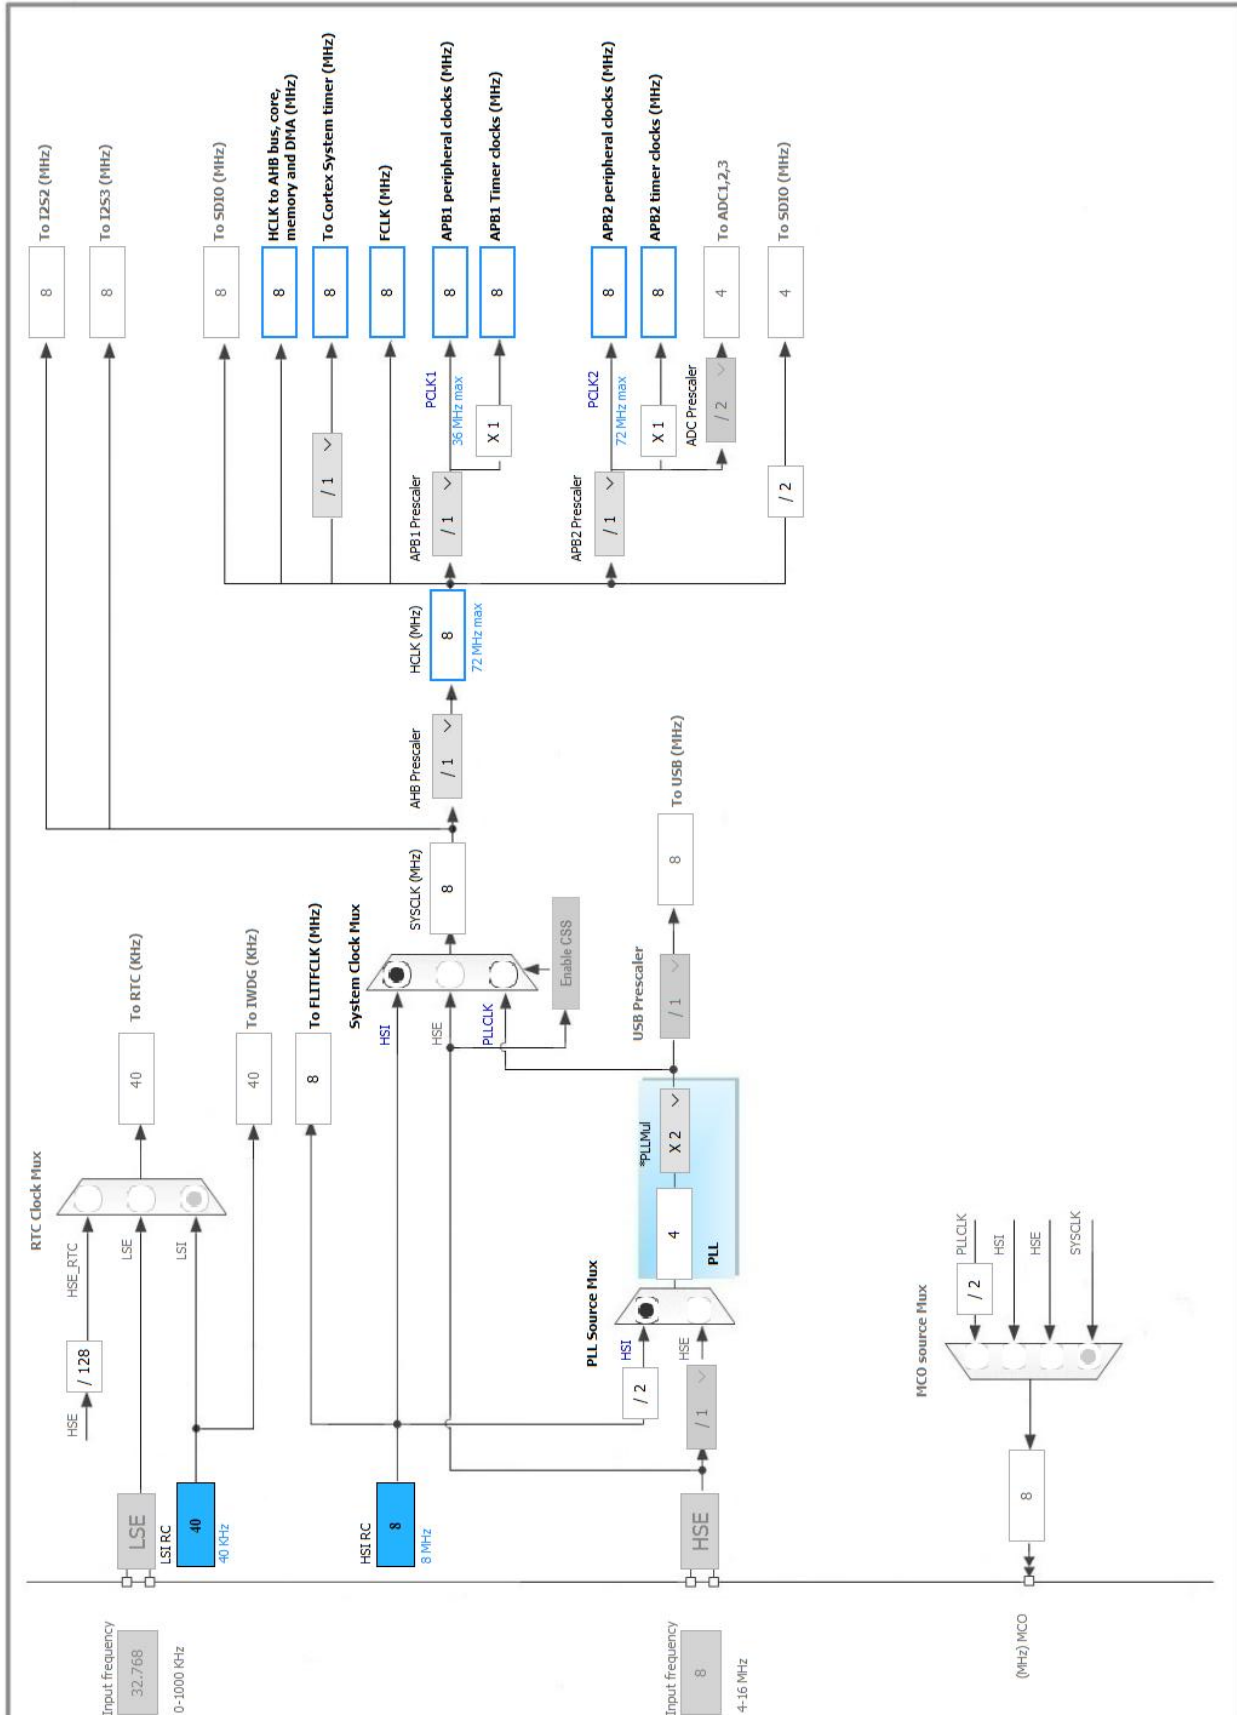 Input frequency
32.768
0-1000 KHz
LSE
LSI RC
40
40 KHz
HSE
/ 128
HSE_RTC
LSE
LSI
RTC Clock Mux
40
To RTC (KHz)
40
To IWDG (KHz)
HSI RC
8
8 MHz
8
To FLITFCLK (MHz)
System Clock Mux
HSI
HSE
PLLCLK
Enable CSS
SYSCLK (MHz)
8
AHB Prescaler
/ 1
HCLK (MHz)
8
72 MHz max
8
To I2S2 (MHz)
8
To I2S3 (MHz)
8
To SDIO (MHz)
8
HCLK to AHB bus, core,
memory and DMA (MHz)
/ 1
8
To Cortex System timer (MHz)
8
FCLK (MHz)
APB1 Prescaler
/ 1
PCLK1
36 MHz max
8
APB1 peripheral clocks (MHz)
X 1
8
APB1 Timer clocks (MHz)
APB2 Prescaler
/ 1
PCLK2
72 MHz max
8
APB2 peripheral clocks (MHz)
X 1
8
APB2 timer clocks (MHz)
ADC Prescaler
/ 2
4
To ADC1,2,3
/ 2
4
To SDIO (MHz)
Input frequency
8
4-16 MHz
HSE
/ 2
/ 1
PLL Source Mux
HSI
HSE
4
*PLLMul
X 2
PLL
USB Prescaler
/ 1
8
To USB (MHz)
(MHz) MCO
8
MCO source Mux
/ 2
PLLCLK
HSI
HSE
SYSCLK